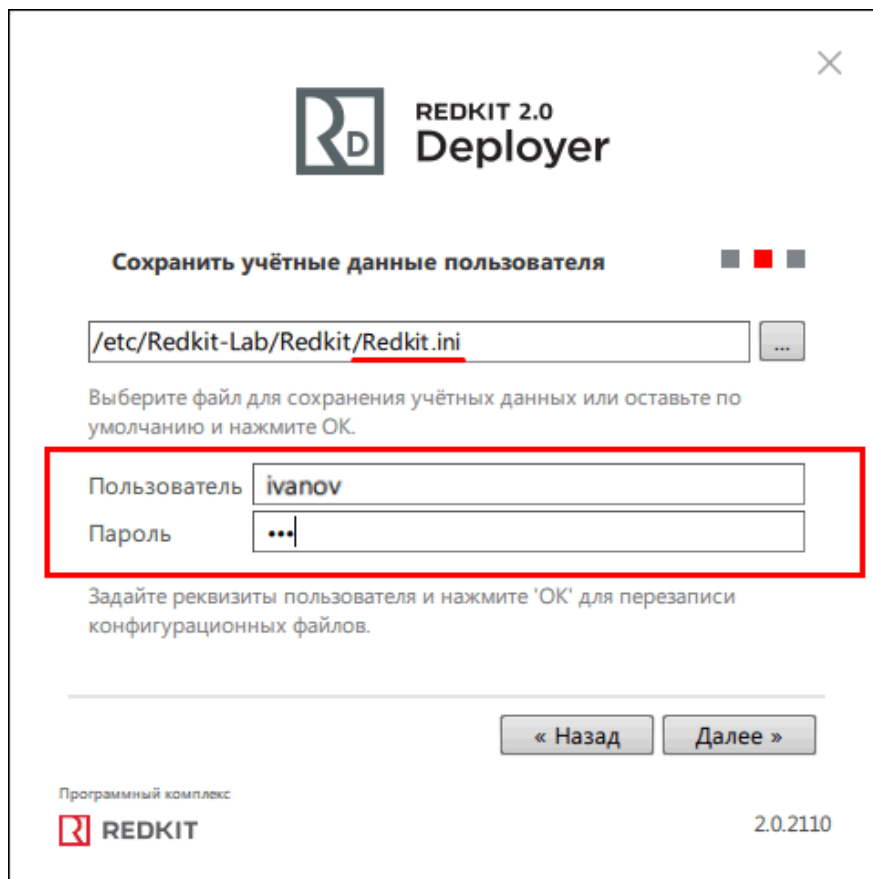 REDKIT 2.0
RD Deployer
Сохранить учётные данные пользователя
/etc/Redkit-Lab/Redkit/Redkit.ini ...
Выберите файл для сохранения учётных данных или оставьте по
умолчанию и нажмите ОК.
Пользователь ivanov
Пароль •••
Задайте реквизиты пользователя и нажмите 'ОК' для перезаписи
конфигурационных файлов.
« Назад Далее »
Программный комплекс
REDKIT 2.0.2110